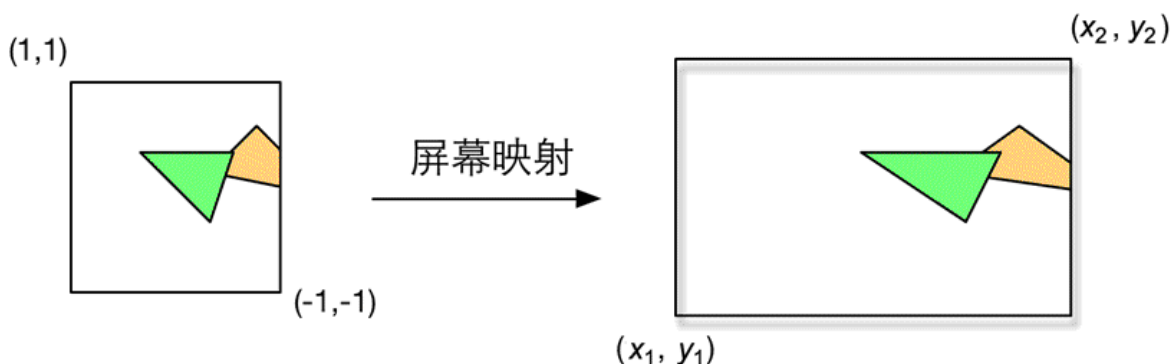 (1,1)
(-1,-1)
屏幕映射
(x₂, y₂)
(x₁, y₁)